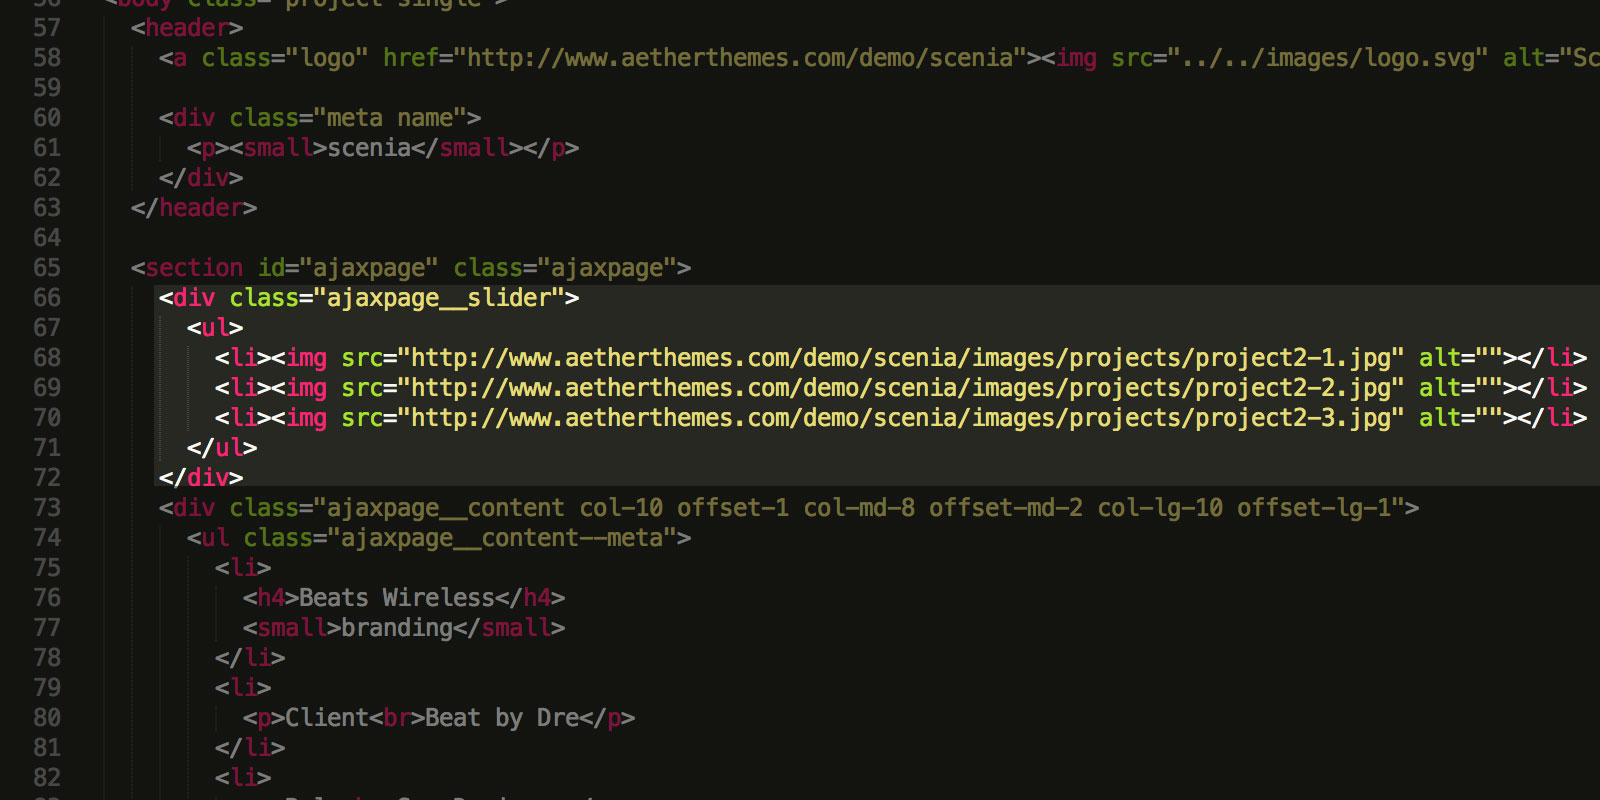 56 <body class="project-single">
57 <header>
58 <a class="logo" href="http://www.aetherthemes.com/demo/scenia"><img src="../../images/logo.svg" alt="Sc
59
60 <div class="meta name">
61 <p><small>scenia</small></p>
62 </div>
63 </header>
64
65 <section id="ajaxpage" class="ajaxpage">
66 <div class="ajaxpage__slider">
67 <ul>
68 <li><img src="http://www.aetherthemes.com/demo/scenia/images/projects/project2-1.jpg" alt=""></li>
69 <li><img src="http://www.aetherthemes.com/demo/scenia/images/projects/project2-2.jpg" alt=""></li>
70 <li><img src="http://www.aetherthemes.com/demo/scenia/images/projects/project2-3.jpg" alt=""></li>
71 </ul>
72 </div>
73 <div class="ajaxpage__content col-10 offset-1 col-md-8 offset-md-2 col-lg-10 offset-lg-1">
74 <ul class="ajaxpage__content--meta">
75 <li>
76 <h4>Beats Wireless</h4>
77 <small>branding</small>
78 </li>
79 <li>
80 <p>Client<br>Beat by Dre</p>
81 </li>
82 <li>